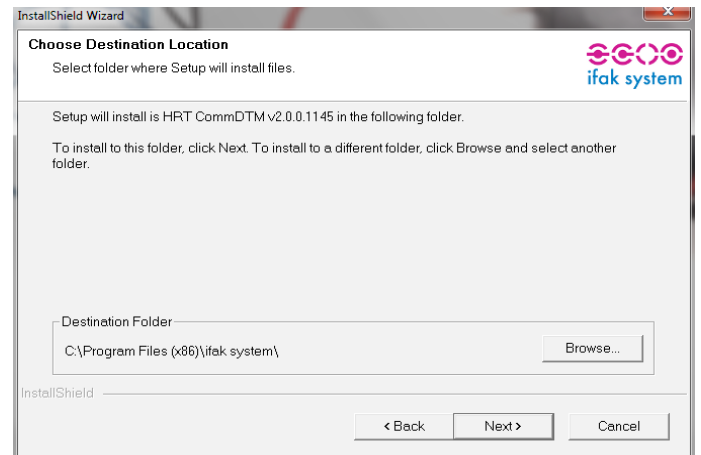 InstallShield Wizard
Choose Destination Location
Select folder where Setup will install files.
ifak system
Setup will install is HRT CommDTM v2.0.0.1145 in the following folder.
To install to this folder, click Next. To install to a different folder, click Browse and select another
folder.
Destination Folder
C:\Program Files (x86)\ifak system\
Browse...
InstallShield
< Back
Next >
Cancel